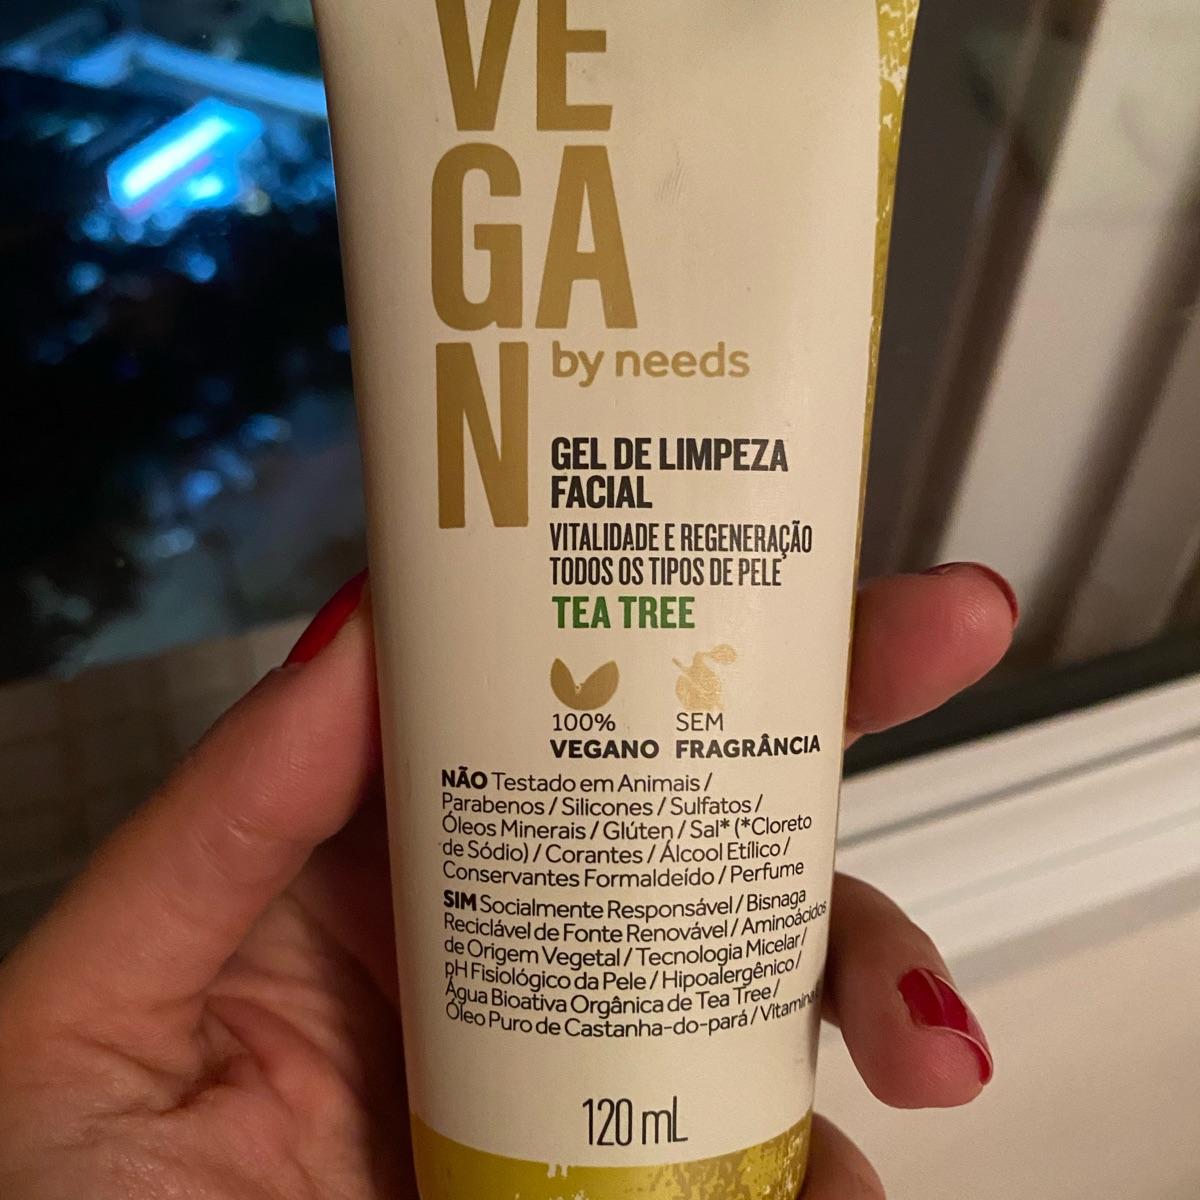 VE
GA
N
by needs
GEL DE LIMPEZA
FACIAL
VITALIDADE E REGENERAÇÃO
TODOS OS TIPOS DE PELE
TEA TREE
100% VEGANO
SEM FRAGRÂNCIA
NÃO Testado em Animais /
Parabenos / Silicones / Sulfatos /
Óleos Minerais / Glúten / Sal* (*Cloreto
de Sódio) / Corantes / Álcool Etílico /
Conservantes Formaldeído / Perfume
SIM Socialmente Responsável / Bisnaga
Reciclável de Fonte Renovável / Aminoácidos
de Origem Vegetal / Tecnologia Micelar /
pH Fisiológico da Pele / Hipoalergênico /
Água Bioativa Orgânica de Tea Tree /
Óleo Puro de Castanha-do-pará / Vitamina
120 mL